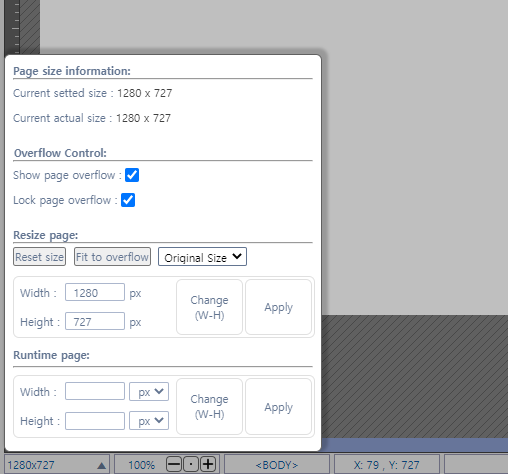 Page size information:
Current setted size : 1280 x 727
Current actual size : 1280 x 727
Overflow Control:
Show page overflow :
Lock page overflow :
Resize page:
Reset size Fit to overflow Original Size
Width : 1280 px
Height : 727 px
Change (W-H)
Apply
Runtime page:
Width : px
Height : px
Change (W-H)
Apply
1280x727 100% <BODY> X: 79 , Y: 727